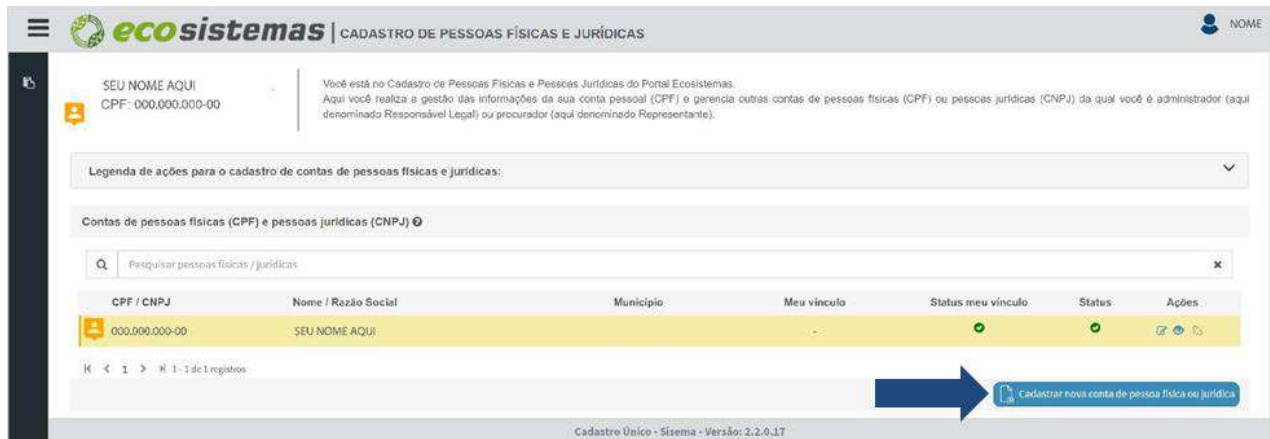 ecosistemas | CADASTRO DE PESSOAS FÍSICAS E JURÍDICAS
NOME
SEU NOME AQUI
CPF: 000.000.000-00
Você está no Cadastro de Pessoas Físicas e Pessoas Jurídicas do Portal Ecosistemas.
Aqui você realiza a gestão das informações da sua conta pessoal (CPF) e gerencia outras contas de pessoas físicas (CPF) ou pessoas jurídicas (CNPJ) da qual você é administrador (aqui
denominado Responsável Legal) ou procurador (aqui denominado Representante).
Legenda de ações para o cadastro de contas de pessoas físicas e jurídicas:
Contas de pessoas físicas (CPF) e pessoas jurídicas (CNPJ)
Pesquisar pessoas físicas / jurídicas
CPF / CNPJ Nome / Razão Social Município Meu vínculo Status meu vínculo Status Ações
000.000.000-00 SEU NOME AQUI -
1 1 - 1 de 1 registros
Cadastrar nova conta de pessoa física ou jurídica
Cadastro Único - Sisema - Versão: 2.2.0.17